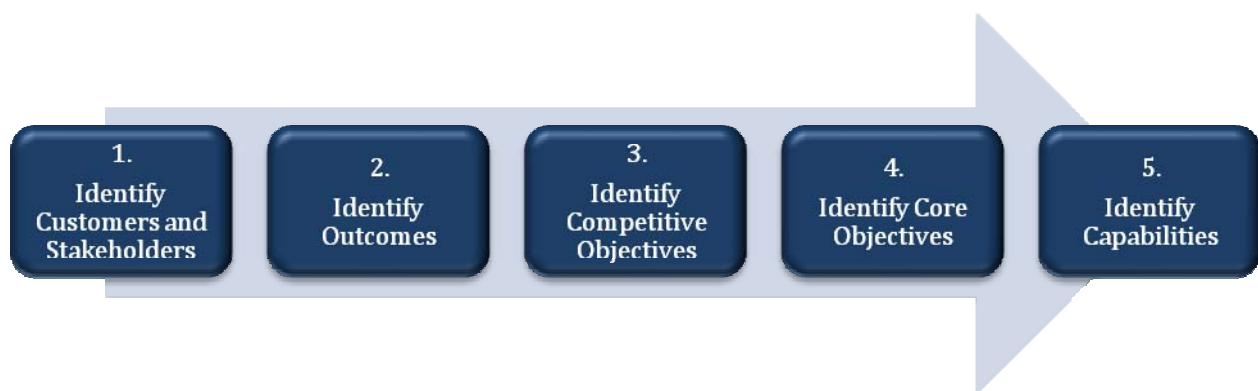 1.
Identify
Customers and
Stakeholders
2.
Identify
Outcomes
3.
Identify
Competitive
Objectives
4.
Identify Core
Objectives
5.
Identify
Capabilities